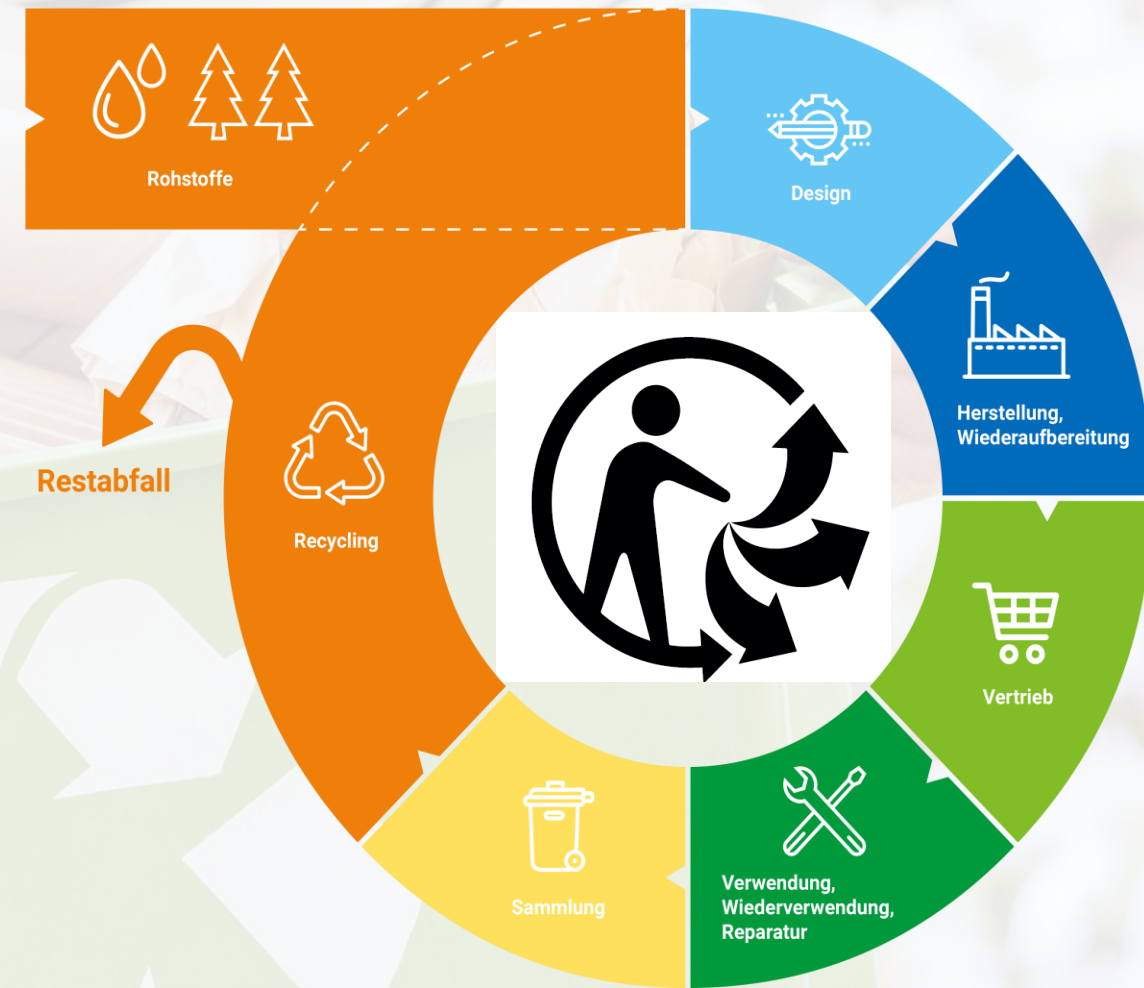 Rohstoffe
Design
Herstellung,
Wiederaufbereitung
Vertrieb
Verwendung,
Wiederverwendung,
Reparatur
Sammlung
Recycling
Restabfall